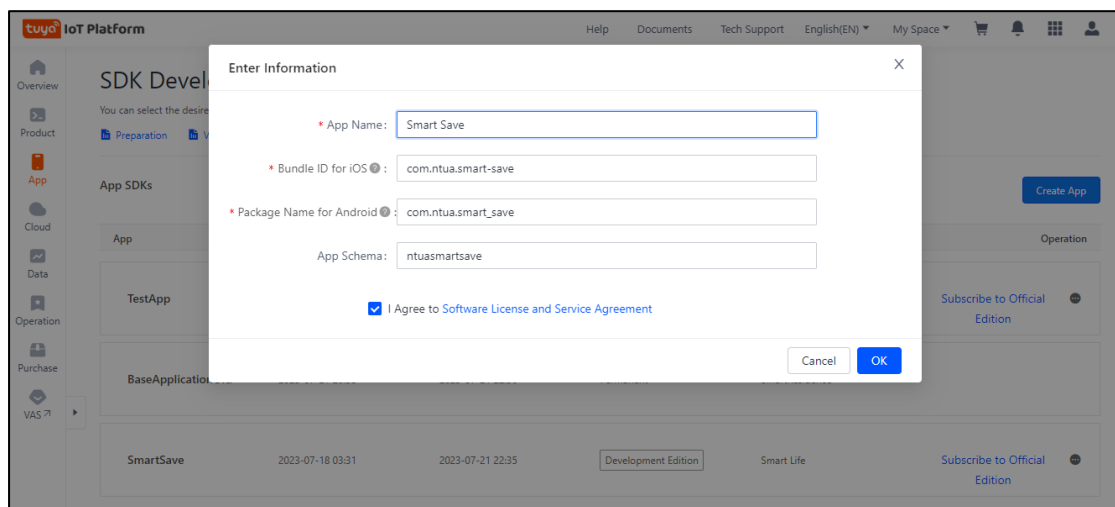 tuya IoT Platform
Help Documents Tech Support English(EN) My Space
Overview
Product
App
Cloud
Data
Operation
Purchase
VAS
SDK Devel
You can select the desire
Preparation
App SDKs
Create App
App
Operation
TestApp
Subscribe to Official
Edition
BaseApplication
SmartSave 2023-07-18 03:31 2023-07-21 22:35 Development Edition Smart Life
Subscribe to Official
Edition
Enter Information
* App Name: Smart Save
* Bundle ID for iOS : com.ntua.smart-save
* Package Name for Android : com.ntua.smart_save
App Schema: ntuasmartsave
I Agree to Software License and Service Agreement
Cancel OK